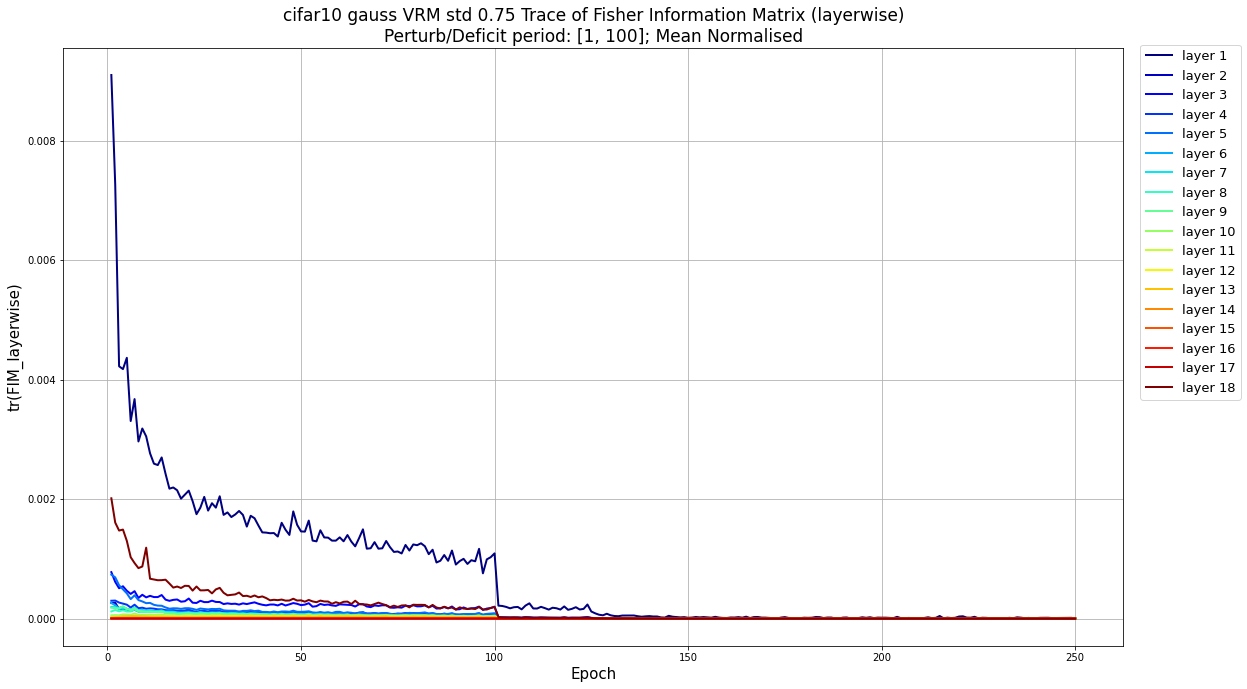 cifar10 gauss VRM std 0.75 Trace of Fisher Information Matrix (layerwise)
Perturb/Deficit period: [1, 100]; Mean Normalised
layer 1
layer 2
layer 3
layer 4
layer 5
layer 6
layer 7
layer 8
layer 9
layer 10
layer 11
layer 12
layer 13
layer 14
layer 15
layer 16
layer 17
layer 18
tr(FIM_layerwise)
0.008
0.006
0.004
0.002
0.000
0
50
100
150
200
250
Epoch